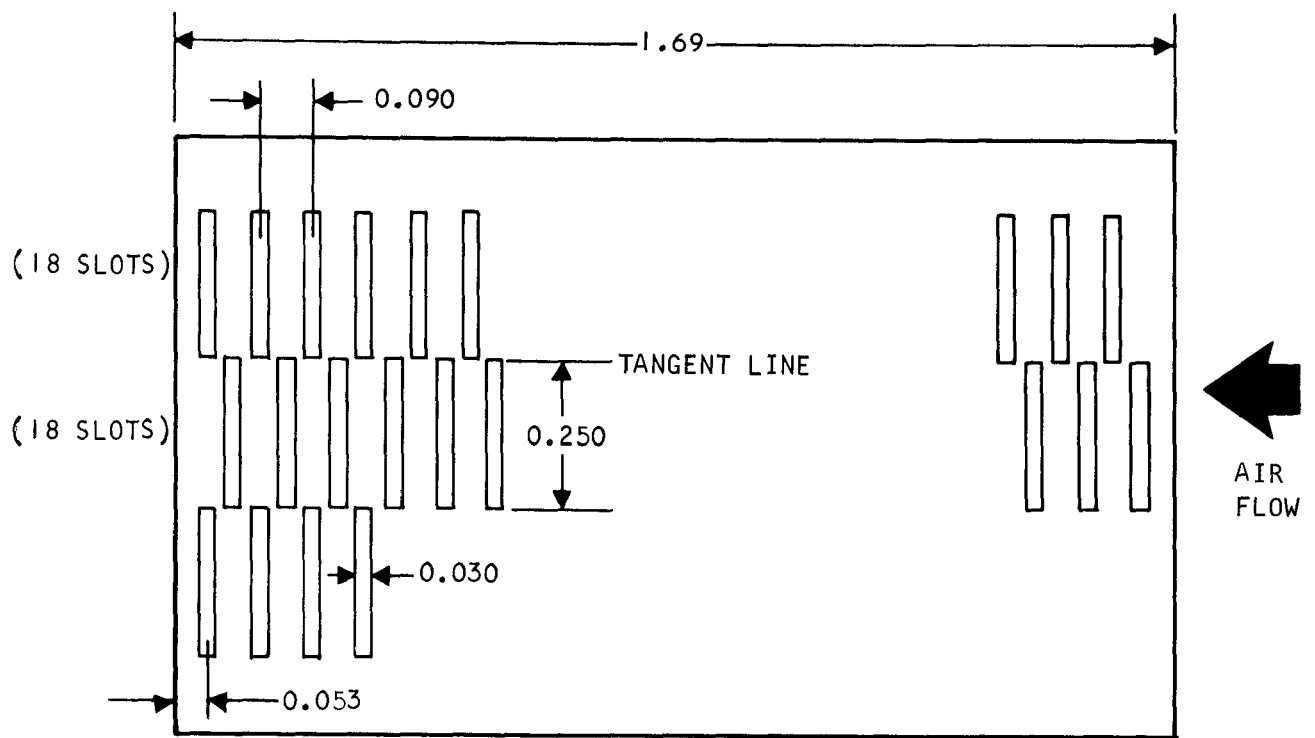 1.69
0.090
(18 SLOTS)
TANGENT LINE
(18 SLOTS)
0.250
AIR
FLOW
0.030
0.053